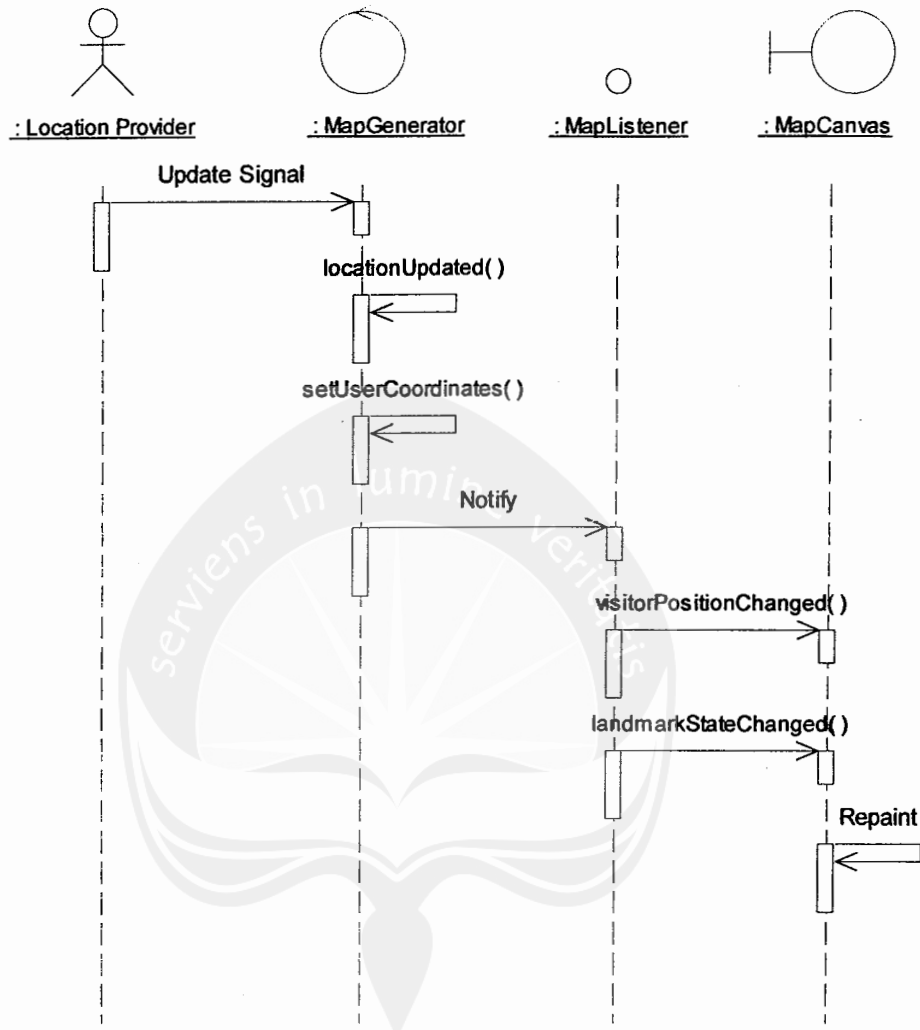 : Location Provider
: MapGenerator
: MapListener
: MapCanvas
Update Signal
locationUpdated( )
setUserCoordinates( )
serviens in lumine veritatis
Notify
visitorPositionChanged( )
landmarkStateChanged( )
Repaint